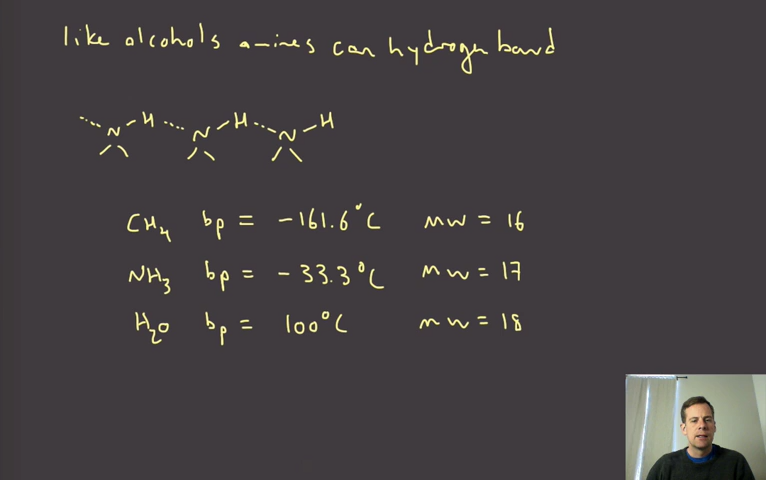 like alcohols amines can hydrogen bond
N H N H N H
CH4 bp = -161.6°C mw = 16
NH3 bp = -33.3°C mw = 17
H2O bp = 100°C mw = 18